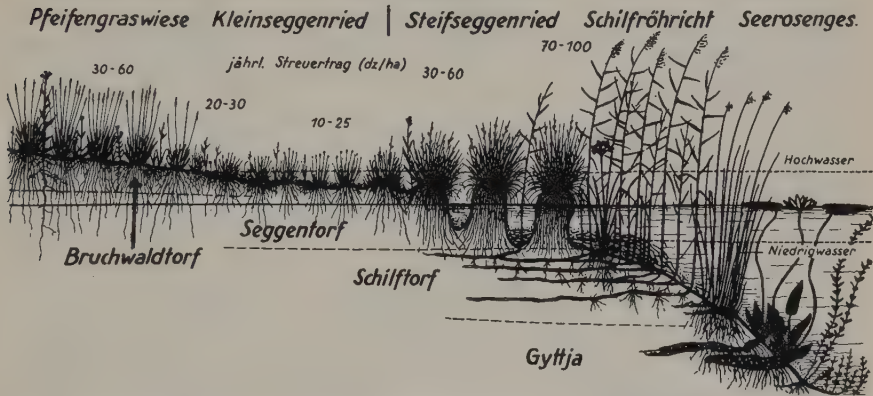 Pfeifengraswiese Kleinseggenried | Steifseggenried Schilfröhricht Seerosenges.
70-100
jährl. Streuertrag (dz/ha) 30-60
30-60
20-30
10-25
Hochwasser
Seggentorf
Niedrigwasser
Bruchwaldtorf
Schilftorf
Gyttja